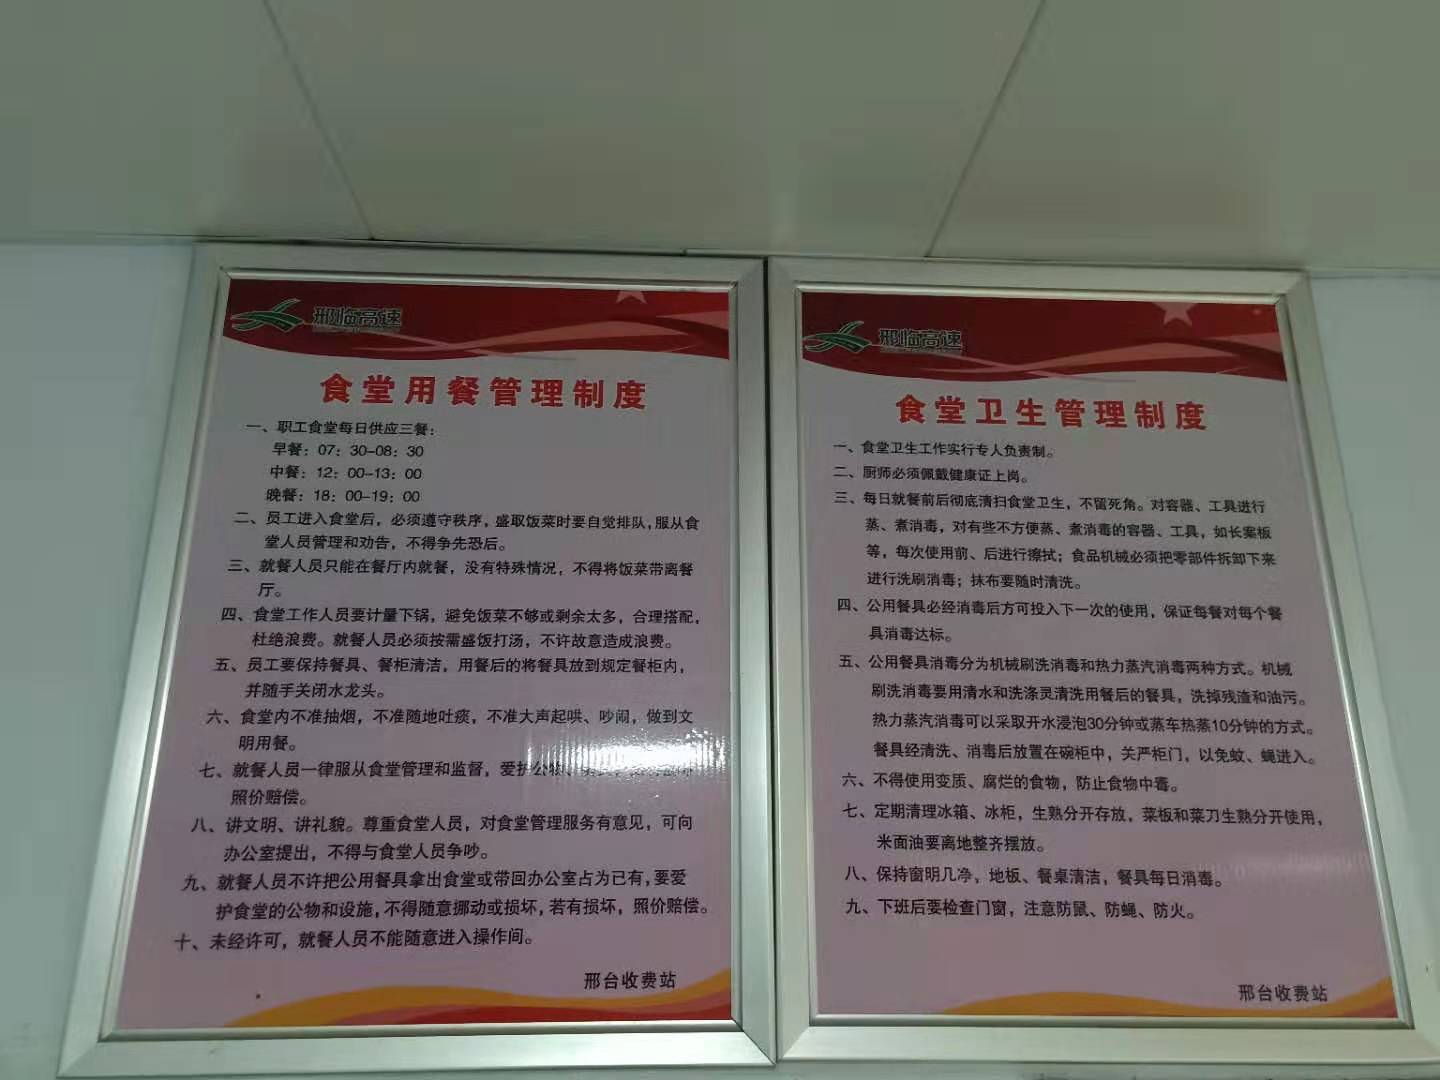 邢临高速
食堂用餐管理制度
一、职工食堂每日供应三餐：
早餐：07：30-08：30
中餐：12：00-13：00
晚餐：18：00-19：00
二、员工进入食堂后，必须遵守秩序，盛取饭菜时要自觉排队，服从食
堂人员管理和劝告，不得争先恐后。
三、就餐人员只能在餐厅内就餐，没有特殊情况，不得将饭菜带离餐
厅。
四、食堂工作人员要计量下锅，避免饭菜不够或剩余太多，合理搭配，
杜绝浪费。就餐人员必须按需盛饭打汤，不许故意造成浪费。
五、员工要保持餐具、餐柜清洁，用餐后的将餐具放到规定餐柜内，
并随手关闭水龙头。
六、食堂内不准抽烟，不准随地吐痰，不准大声起哄、吵闹，做到文
明用餐。
七、就餐人员一律服从食堂管理和监督，爱护公物、
照价赔偿。
八、讲文明、讲礼貌。尊重食堂人员，对食堂管理服务有意见，可向
办公室提出，不得与食堂人员争吵。
九、就餐人员不许把公用餐具拿出食堂或带回办公室占为已有，要爱
护食堂的公物和设施，不得随意挪动或损坏，若有损坏，照价赔偿。
十、未经许可，就餐人员不能随意进入操作间。
邢台收费站
邢临高速
食堂卫生管理制度
一、食堂卫生工作实行专人负责制。
二、厨师必须佩戴健康证上岗。
三、每日就餐前后彻底清扫食堂卫生，不留死角。对容器、工具进行
蒸、煮消毒，对有些不方便蒸、煮消毒的容器、工具，如长案板
等，每次使用前、后进行擦拭；食品机械必须把零部件拆卸下来
进行洗刷消毒；抹布要随时清洗。
四、公用餐具必经消毒后方可投入下一次的使用，保证每餐对每个餐
具消毒达标。
五、公用餐具消毒分为机械刷洗消毒和热力蒸汽消毒两种方式。机械
刷洗消毒要用清水和洗涤灵清洗用餐后的餐具，洗掉残渣和油污。
热力蒸汽消毒可以采取开水浸泡30分钟或蒸车热蒸10分钟的方式。
餐具经清洗、消毒后放置在碗柜中，关严柜门，以免蚊、蝇进入。
六、不得使用变质、腐烂的食物，防止食物中毒。
七、定期清理冰箱、冰柜，生熟分开存放，菜板和菜刀生熟分开使用，
米面油要离地整齐摆放。
八、保持窗明几净，地板、餐桌清洁，餐具每日消毒。
九、下班后要检查门窗，注意防鼠、防蝇、防火。
邢台收费站